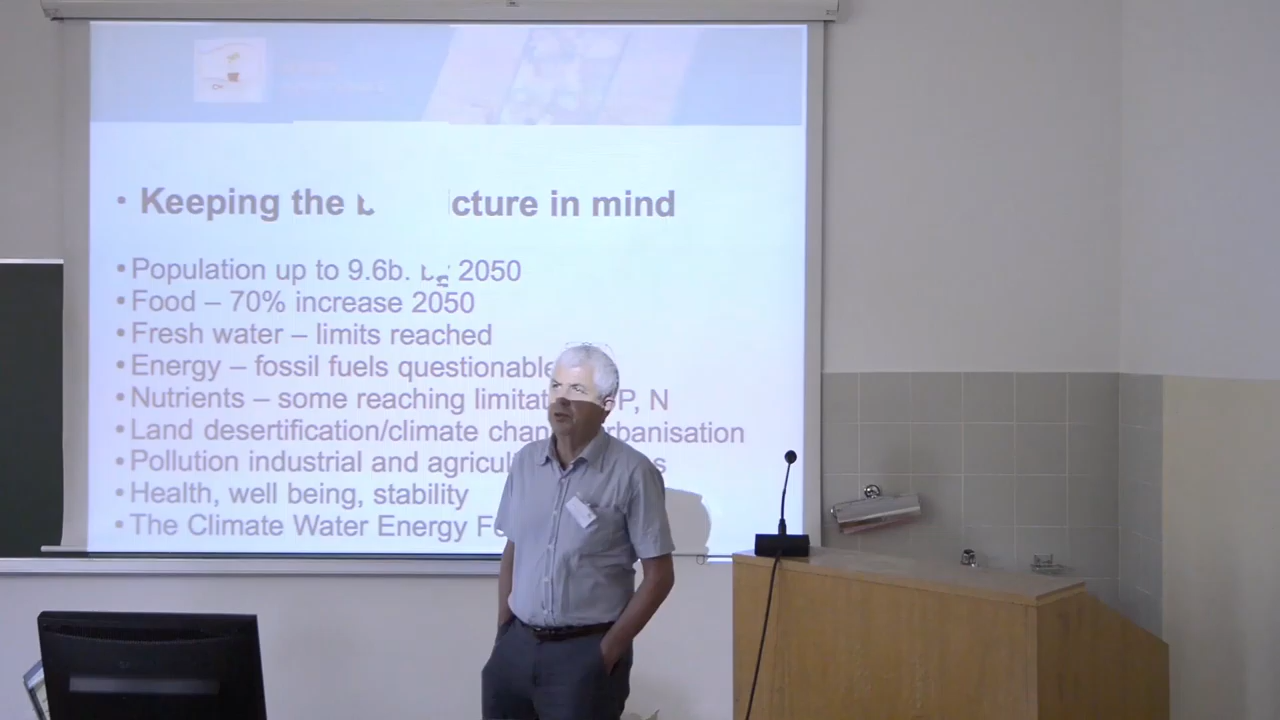 • Keeping the b cture in mind
• Population up to 9.6b. 2050
• Food – 70% increase 2050
• Fresh water – limits reached
• Energy – fossil fuels questionable
• Nutrients – some reaching limitat P, N
• Land desertification/climate chan rbanisation
• Pollution industrial and agricul s
• Health, well being, stability
• The Climate Water Energy Fo